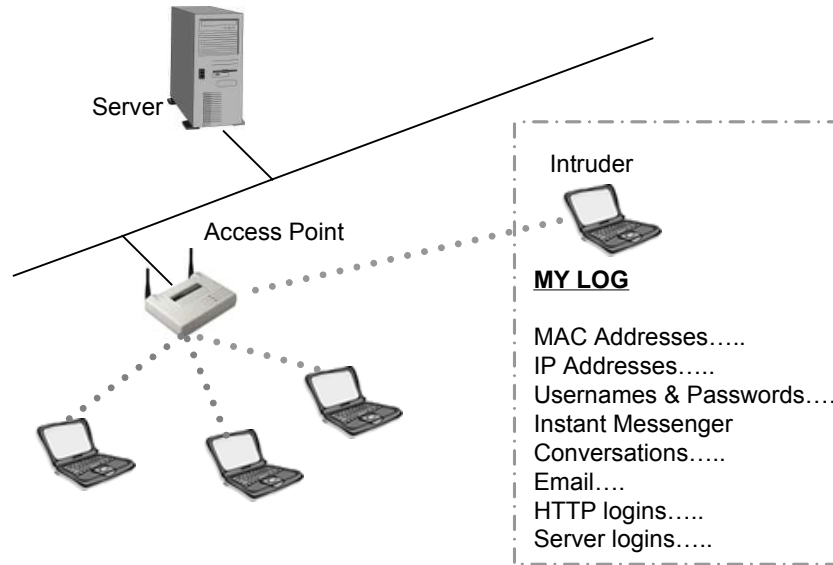 Server
Access Point
Intruder
MY LOG
MAC Addresses…..
IP Addresses…..
Usernames & Passwords….
Instant Messenger
Conversations…..
Email….
HTTP logins…..
Server logins…..